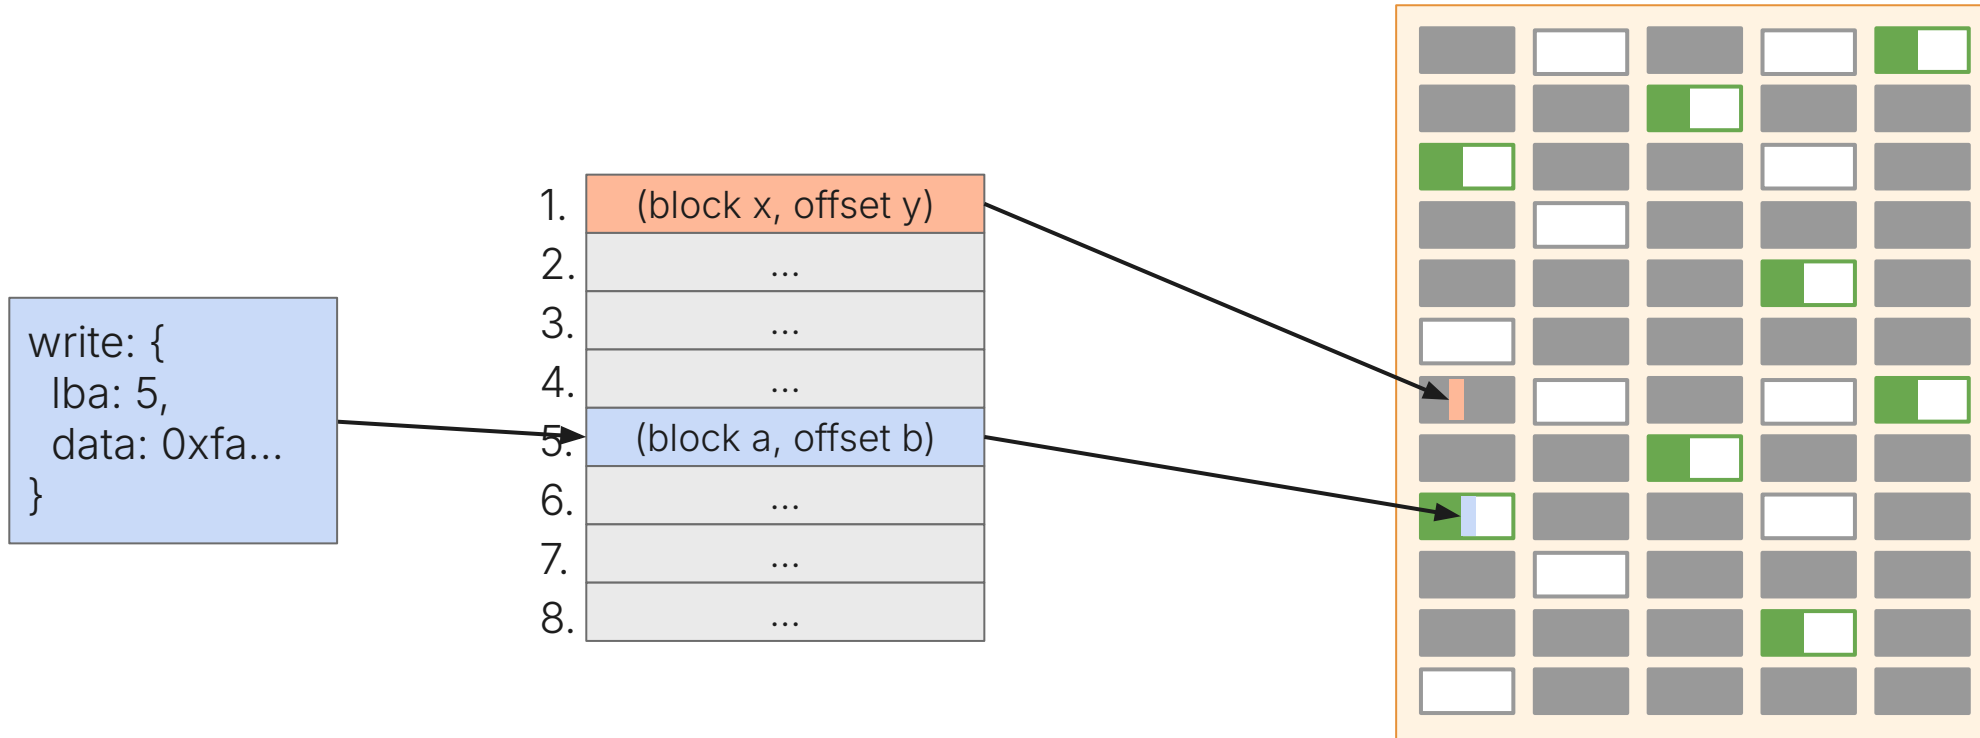 write: {
lba: 5,
data: 0xfa...
}
1. (block x, offset y)
2. ...
3. ...
4. ...
5. (block a, offset b)
6. ...
7. ...
8. ...